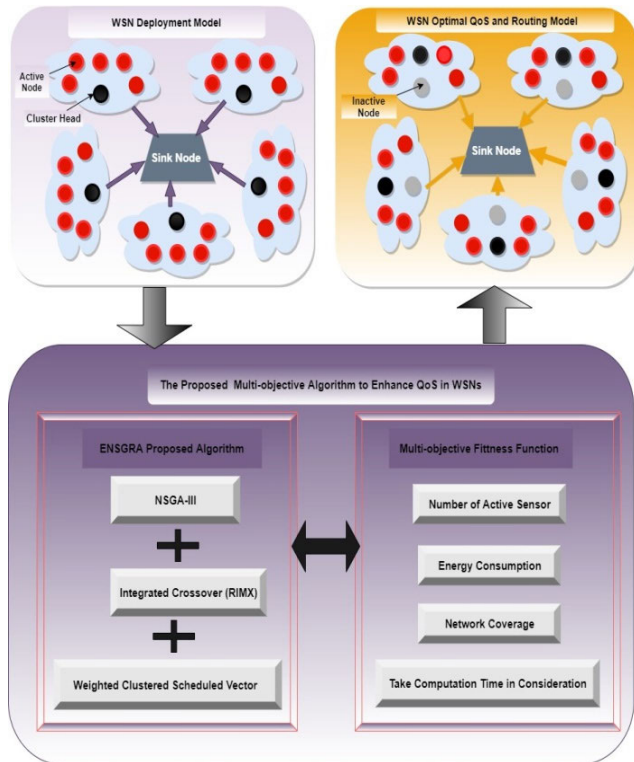 WSN Deployment Model
Active
Node
Cluster Head
Sink Node
WSN Optimal QoS and Routing Model
Inactive
Node
Sink Node
The Proposed Multi-objective Algorithm to Enhance QoS in WSNs
ENSGRA Proposed Algorithm
NSGA-III
Integrated Crossover (RIMX)
Weighted Clustered Scheduled Vector
Multi-objective Fittness Function
Number of Active Sensor
Energy Consumption
Network Coverage
Take Computation Time in Consideration